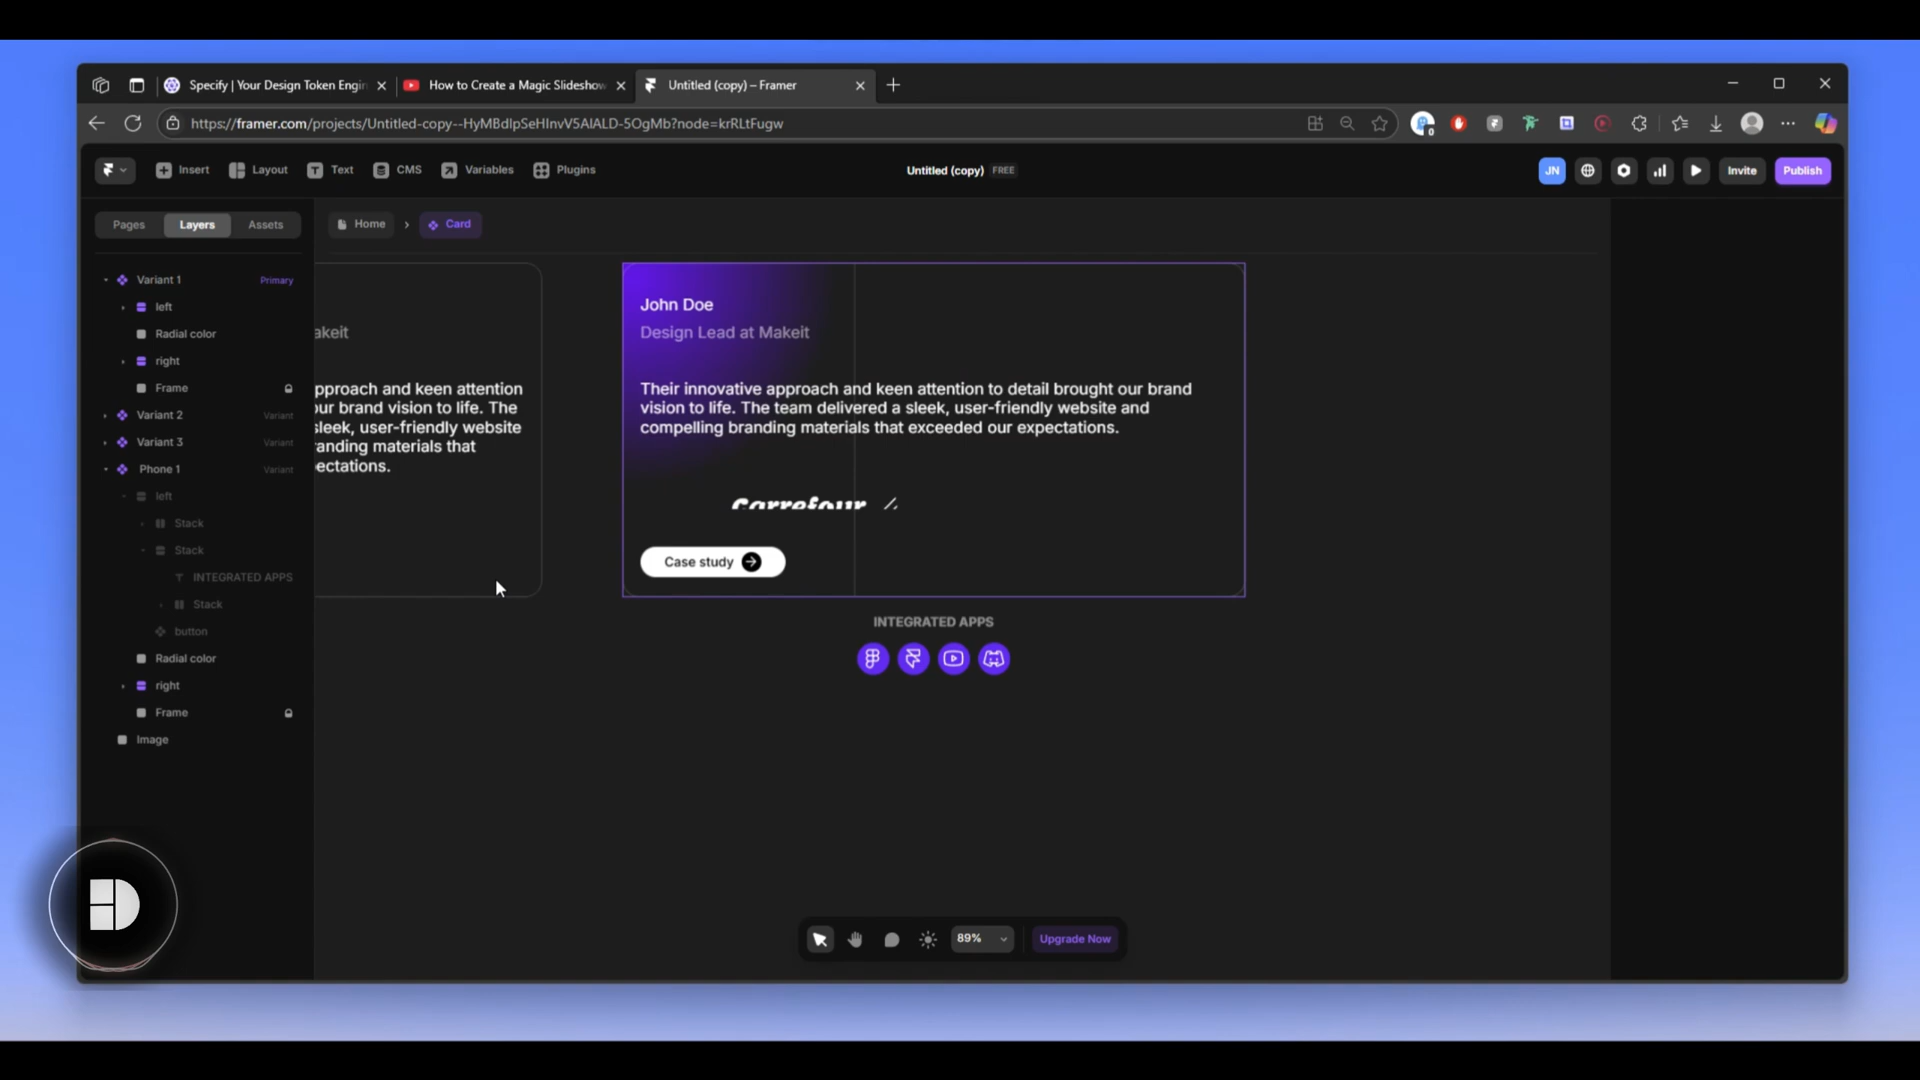 Specify | Your Design Token Engin
How to Create a Magic Slideshow
Untitled (copy) – Framer
https://framer.com/projects/Untitled-copy--HyMBdlpSeHInvV5AlALD-5OgMb?node=krRLtFugw
0
Insert
Layout
Text
CMS
Variables
Plugins
Untitled (copy) FREE
JN
Invite
Publish
Pages
Layers
Assets
Home
Card
Variant 1 Primary
left
Radial color
right
Frame
Variant 2 Variant
Variant 3 Variant
Phone 1 Variant
left
Stack
Stack
INTEGRATED APPS
Stack
button
Radial color
right
Frame
Image
akeit
pproach and keen attention
our brand vision to life. The
sleek, user-friendly website
randing materials that
ectations.
John Doe
Design Lead at Makeit
Their innovative approach and keen attention to detail brought our brand
vision to life. The team delivered a sleek, user-friendly website and
compelling branding materials that exceeded our expectations.
Carrefour
Case study
INTEGRATED APPS
89%
Upgrade Now